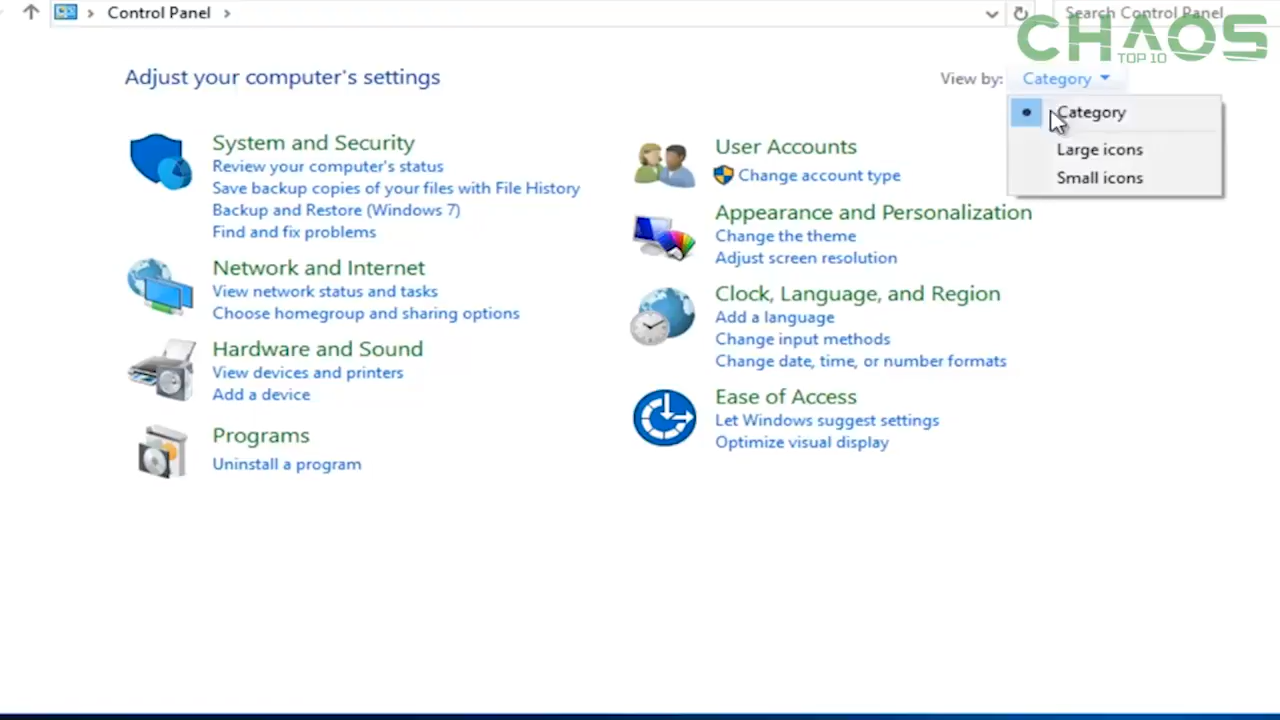 Control Panel
Search Control Panel
CHAOS
TOP 10
Adjust your computer's settings
View by: Category
Category
Large icons
Small icons
System and Security
Review your computer's status
Save backup copies of your files with File History
Backup and Restore (Windows 7)
Find and fix problems
Network and Internet
View network status and tasks
Choose homegroup and sharing options
Hardware and Sound
View devices and printers
Add a device
Programs
Uninstall a program
User Accounts
Change account type
Appearance and Personalization
Change the theme
Adjust screen resolution
Clock, Language, and Region
Add a language
Change input methods
Change date, time, or number formats
Ease of Access
Let Windows suggest settings
Optimize visual display